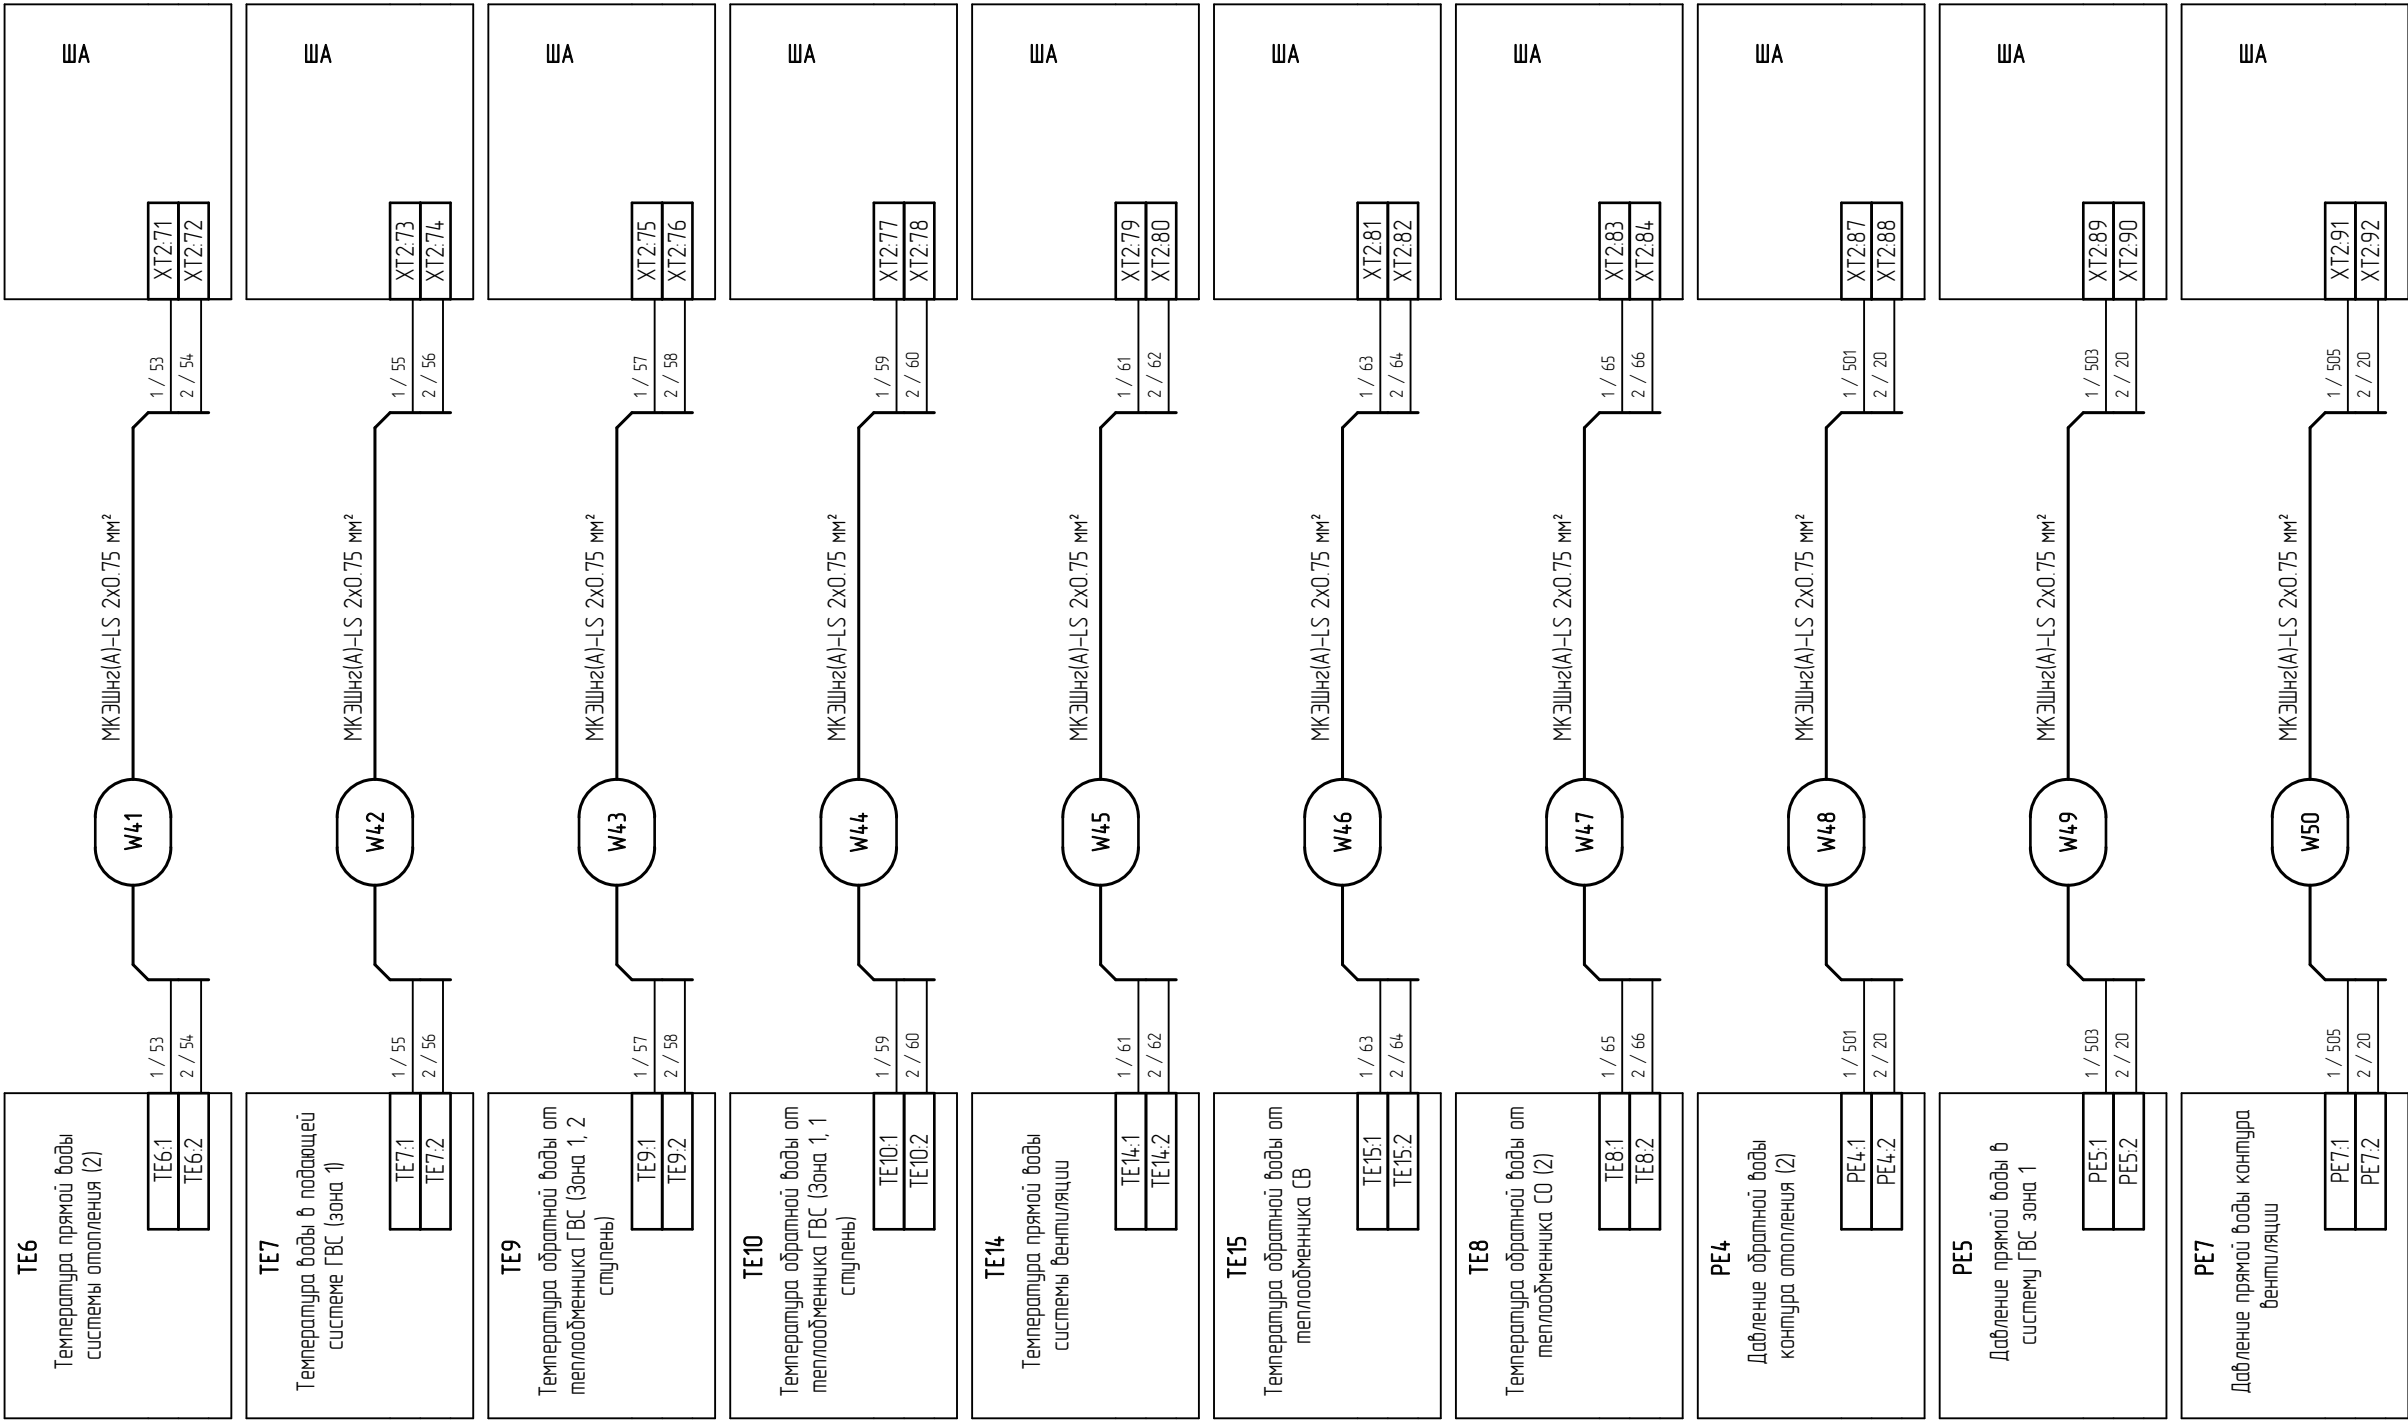 TE6
Температура прямой воды
системы отопления (2)
TE6:1
TE6:2
1 / 53
2 / 54
W41
МКЭШнг(А)-LS 2x0.75 мм²
1 / 53
2 / 54
XT2:71
XT2:72
ША
TE7
Температура воды в подающей
системе ГВС (зона 1)
TE7:1
TE7:2
1 / 55
2 / 56
W42
МКЭШнг(А)-LS 2x0.75 мм²
1 / 55
2 / 56
XT2:73
XT2:74
ША
TE9
Температура обратной воды от
теплообменника ГВС (Зона 1, 2
ступень)
TE9:1
TE9:2
1 / 57
2 / 58
W43
МКЭШнг(А)-LS 2x0.75 мм²
1 / 57
2 / 58
XT2:75
XT2:76
ША
TE10
Температура обратной воды от
теплообменника ГВС (Зона 1, 1
ступень)
TE10:1
TE10:2
1 / 59
2 / 60
W44
МКЭШнг(А)-LS 2x0.75 мм²
1 / 59
2 / 60
XT2:77
XT2:78
ША
TE14
Температура прямой воды
системы вентиляции
TE14:1
TE14:2
1 / 61
2 / 62
W45
МКЭШнг(А)-LS 2x0.75 мм²
1 / 61
2 / 62
XT2:79
XT2:80
ША
TE15
Температура обратной воды от
теплообменника СВ
TE15:1
TE15:2
1 / 63
2 / 64
W46
МКЭШнг(А)-LS 2x0.75 мм²
1 / 63
2 / 64
XT2:81
XT2:82
ША
TE8
Температура обратной воды от
теплообменника СО (2)
TE8:1
TE8:2
1 / 65
2 / 66
W47
МКЭШнг(А)-LS 2x0.75 мм²
1 / 65
2 / 66
XT2:83
XT2:84
ША
PE4
Давление обратной воды
контура отопления (2)
PE4:1
PE4:2
1 / 501
2 / 20
W48
МКЭШнг(А)-LS 2x0.75 мм²
1 / 501
2 / 20
XT2:87
XT2:88
ША
PE5
Давление прямой воды в
систему ГВС зона 1
PE5:1
PE5:2
1 / 503
2 / 20
W49
МКЭШнг(А)-LS 2x0.75 мм²
1 / 503
2 / 20
XT2:89
XT2:90
ША
PE7
Давление прямой воды контура
вентиляции
PE7:1
PE7:2
1 / 505
2 / 20
W50
МКЭШнг(А)-LS 2x0.75 мм²
1 / 505
2 / 20
XT2:91
XT2:92
ША